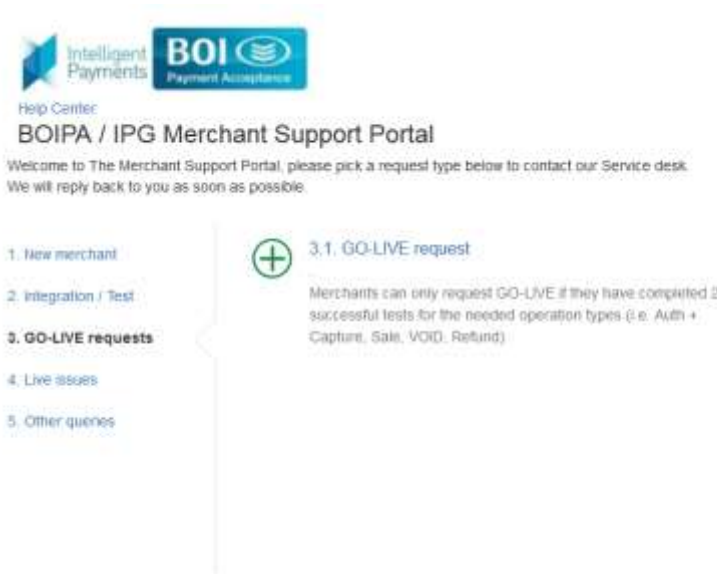 Intelligent
Payments
BOI
Payment Acceptance
Help Center
BOIPA / IPG Merchant Support Portal
Welcome to The Merchant Support Portal, please pick a request type below to contact our Service desk.
We will reply back to you as soon as possible.
1. New merchant
2. Integration / Test
3. GO-LIVE requests
4. Live issues
5. Other queries
3.1. GO-LIVE request
Merchants can only request GO-LIVE if they have completed 2
successful tests for the needed operation types (i.e. Auth +
Capture, Sale, VOID, Refund)